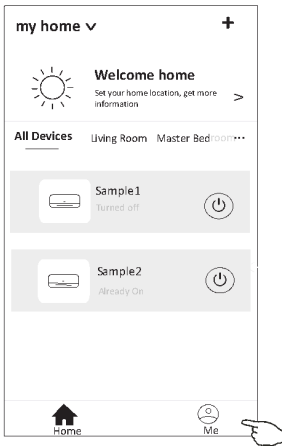 my home
Welcome home
Set your home location, get more
information
All Devices Living Room Master Bedroom...
Sample1
Turned off
Sample2
Already On
Home
Me